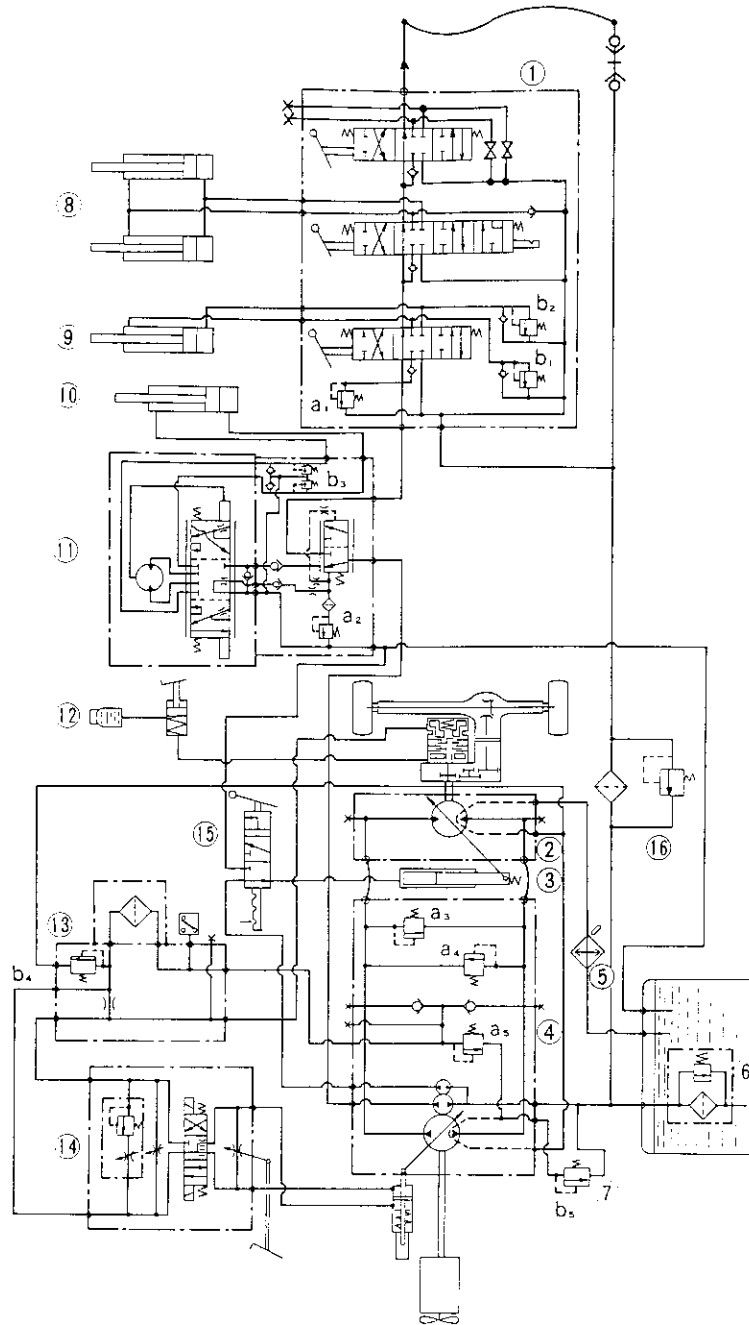 ①
⑧
b₂
⑨
b₁
a₁
⑩
b₃
⑪
a₂
⑫
⑮
②
⑯
③
⑬
a₃
a₄
⑤
b₄
④
a₅
6
⑭
7
b₅